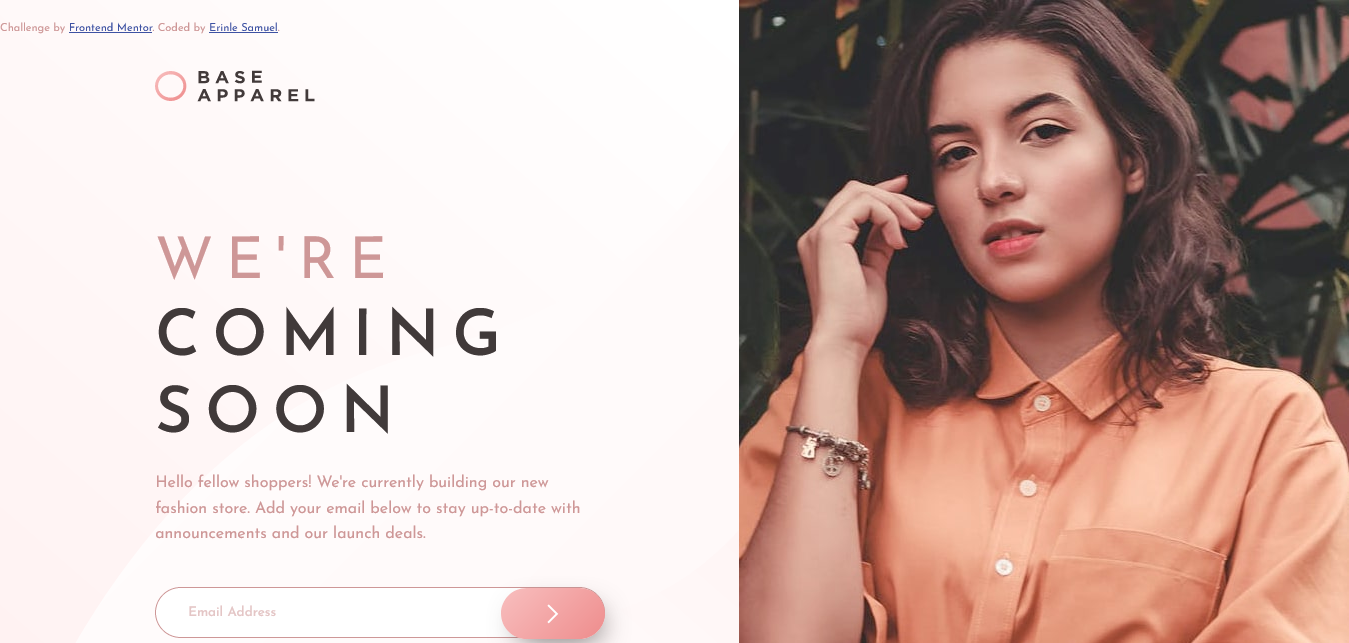 Challenge by Frontend Mentor. Coded by Erinle Samuel.
BASE
APPAREL
WE'RE
COMING
SOON
Hello fellow shoppers! We're currently building our new
fashion store. Add your email below to stay up-to-date with
announcements and our launch deals.
Email Address